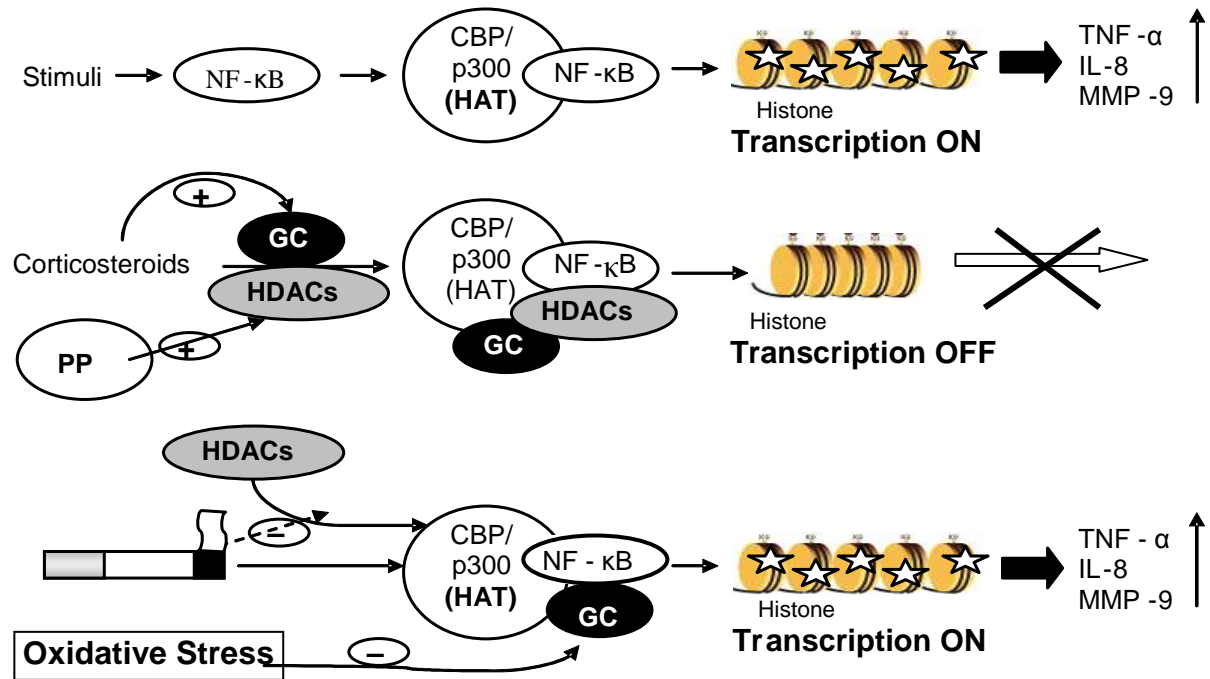 Stimuli
NF-κB
CBP/
p300
(HAT)
NF-κB
Histone
Transcription ON
TNF -α
IL-8
MMP -9
+
GC
Corticosteroids
HDACs
PP
+
CBP/
p300
(HAT)
NF-κB
HDACs
GC
Histone
Transcription OFF
HDACs
–
CBP/
p300
(HAT)
NF - κB
GC
Histone
Transcription ON
TNF - α
IL-8
MMP -9
Oxidative Stress
–